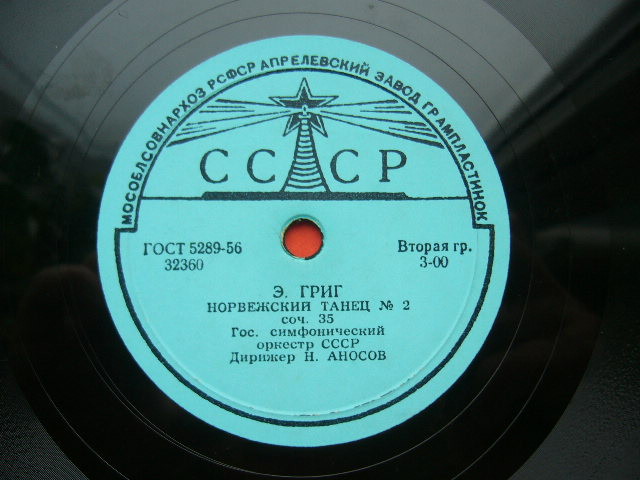 МОСОБЛСОВНАРХОЗ РСФСР АПРЕЛЕВСКИЙ ЗАВОД ГРАМПЛАСТИНОК
СССР
ГОСТ 5289-56
32360
Вторая гр.
3-00
Э. ГРИГ
НОРВЕЖСКИЙ ТАНЕЦ № 2
соч. 35
Гос. симфонический
оркестр СССР
Дирижер Н. АНОСОВ